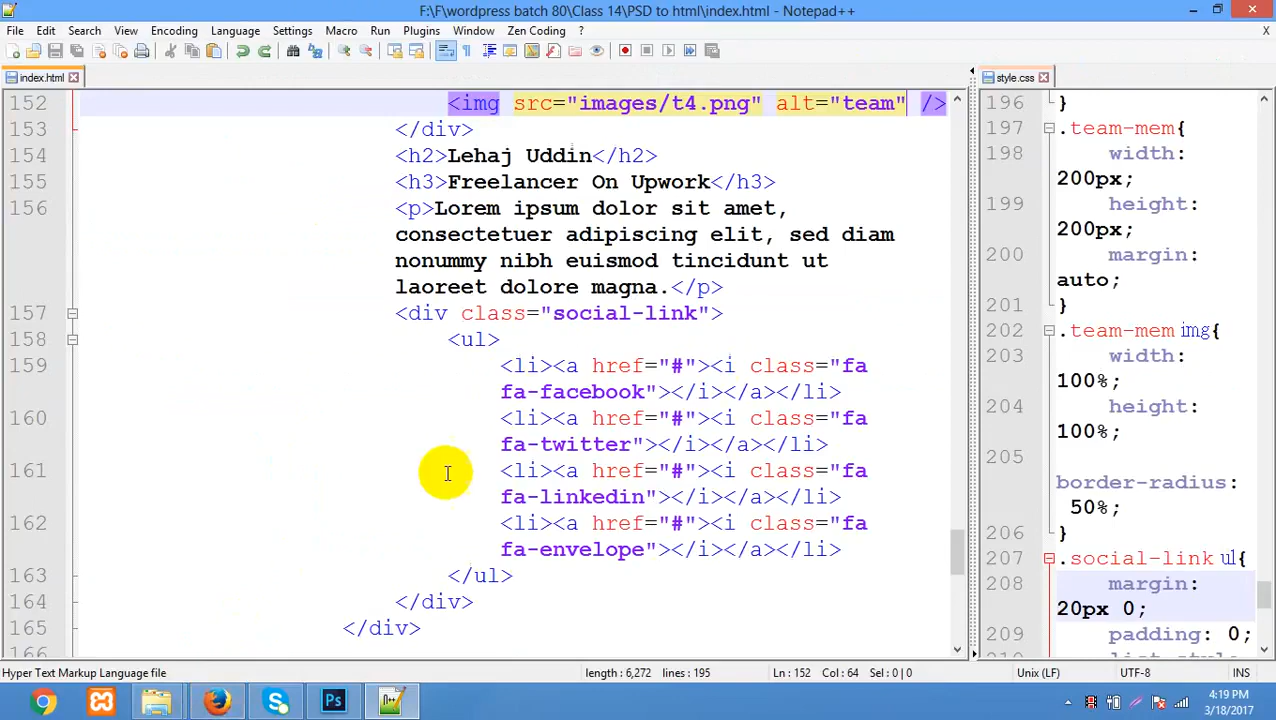 F:\F\wordpress batch 80\Class 14\PSD to html\index.html - Notepad++
File Edit Search View Encoding Language Settings Macro Run Plugins Window Zen Coding ? X
index.html
style.css
152 <img src="images/t4.png" alt="team" />
153 </div>
154 <h2>Lehaj Uddin</h2>
155 <h3>Freelancer On Upwork</h3>
156 <p>Lorem ipsum dolor sit amet,
consectetuer adipiscing elit, sed diam
nonummy nibh euismod tincidunt ut
laoreet dolore magna.</p>
157 <div class="social-link">
158 <ul>
159 <li><a href="#"><i class="fa
fa-facebook"></i></a></li>
160 <li><a href="#"><i class="fa
fa-twitter"></i></a></li>
161 <li><a href="#"><i class="fa
fa-linkedin"></i></a></li>
162 <li><a href="#"><i class="fa
fa-envelope"></i></a></li>
163 </ul>
164 </div>
165 </div>
166
196 }
197 .team-mem{
198 width:
200px;
199 height:
200px;
200 margin:
auto;
201 }
202 .team-mem img{
203 width:
100%;
204 height:
100%;
205
border-radius:
50%;
206 }
207 .social-link ul{
208 margin:
20px 0;
209 padding: 0;
210 list-style
Hyper Text Markup Language file length : 6,272 lines : 195 Ln : 152 Col : 64 Sel : 0 | 0 Unix (LF) UTF-8 INS
Ps
4:19 PM
3/18/2017